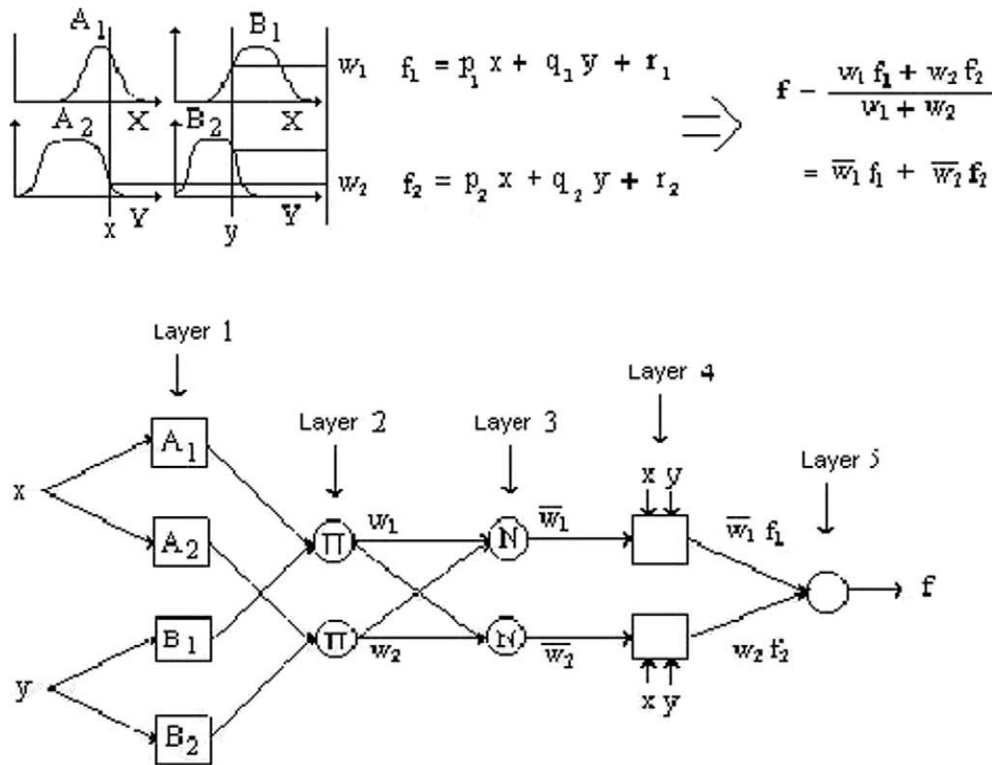 A₁ B₁
w₁ f₁ = p₁ x + q₁ y + r₁
X X
f - w₁ f₁ + w₂ f₂ / w₁ + w₂
A₂ B₂
w₂ f₂ = p₂ x + q₂ y + r₂
= w̅₁ f₁ + w̅₂ f₂
Y Y
x y
Layer 1
Layer 2 Layer 3 Layer 4
Layer 5
A₁
x y
x
w₁ w̅₁ w̅₁ f₁
A₂ Π N
f
B₁ Π N
w₂ w̅₂ w₂ f₂
y
x y
B₂